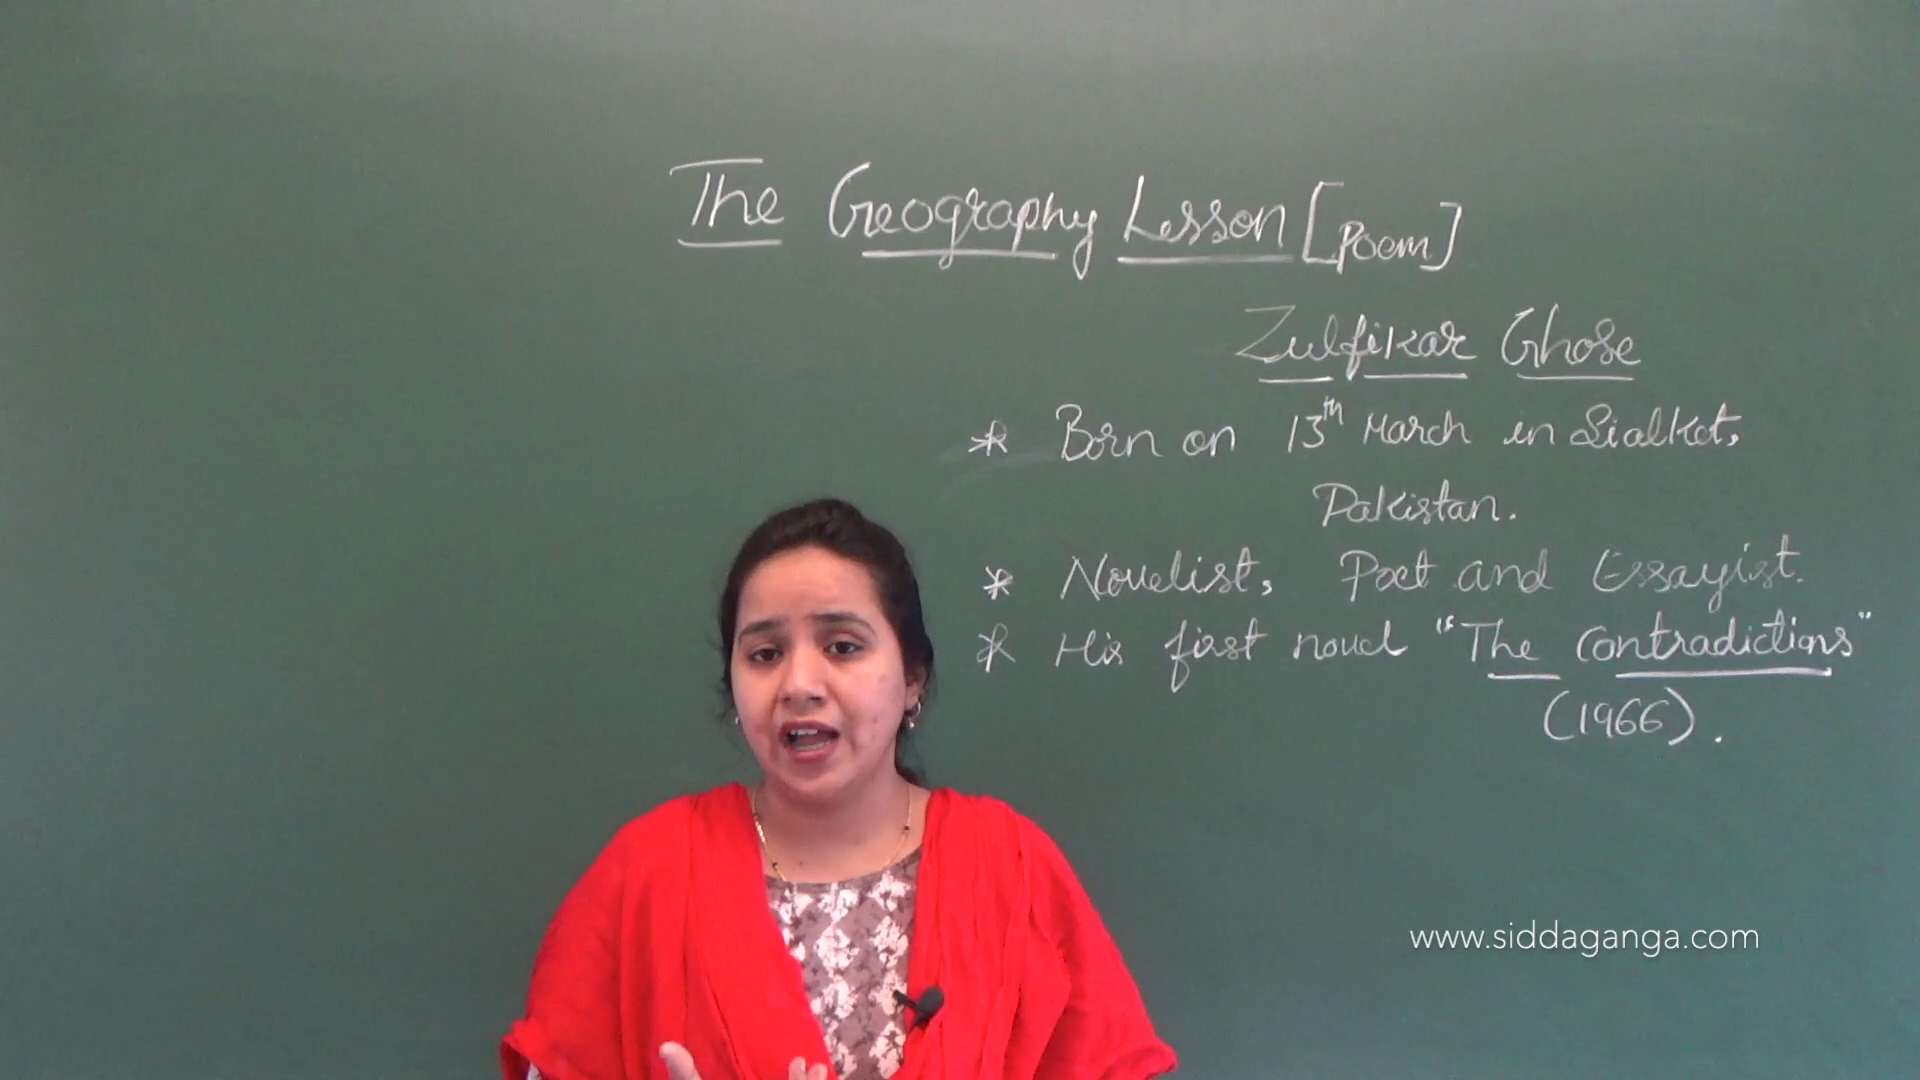 The Geography Lesson [Poem]
Zulfikar Ghose
* Born on 13th March in Sialkot,
Pakistan.
* Novelist, Poet and Essayist.
* His first novel "The Contradictions"
(1966).
www.siddaganga.com